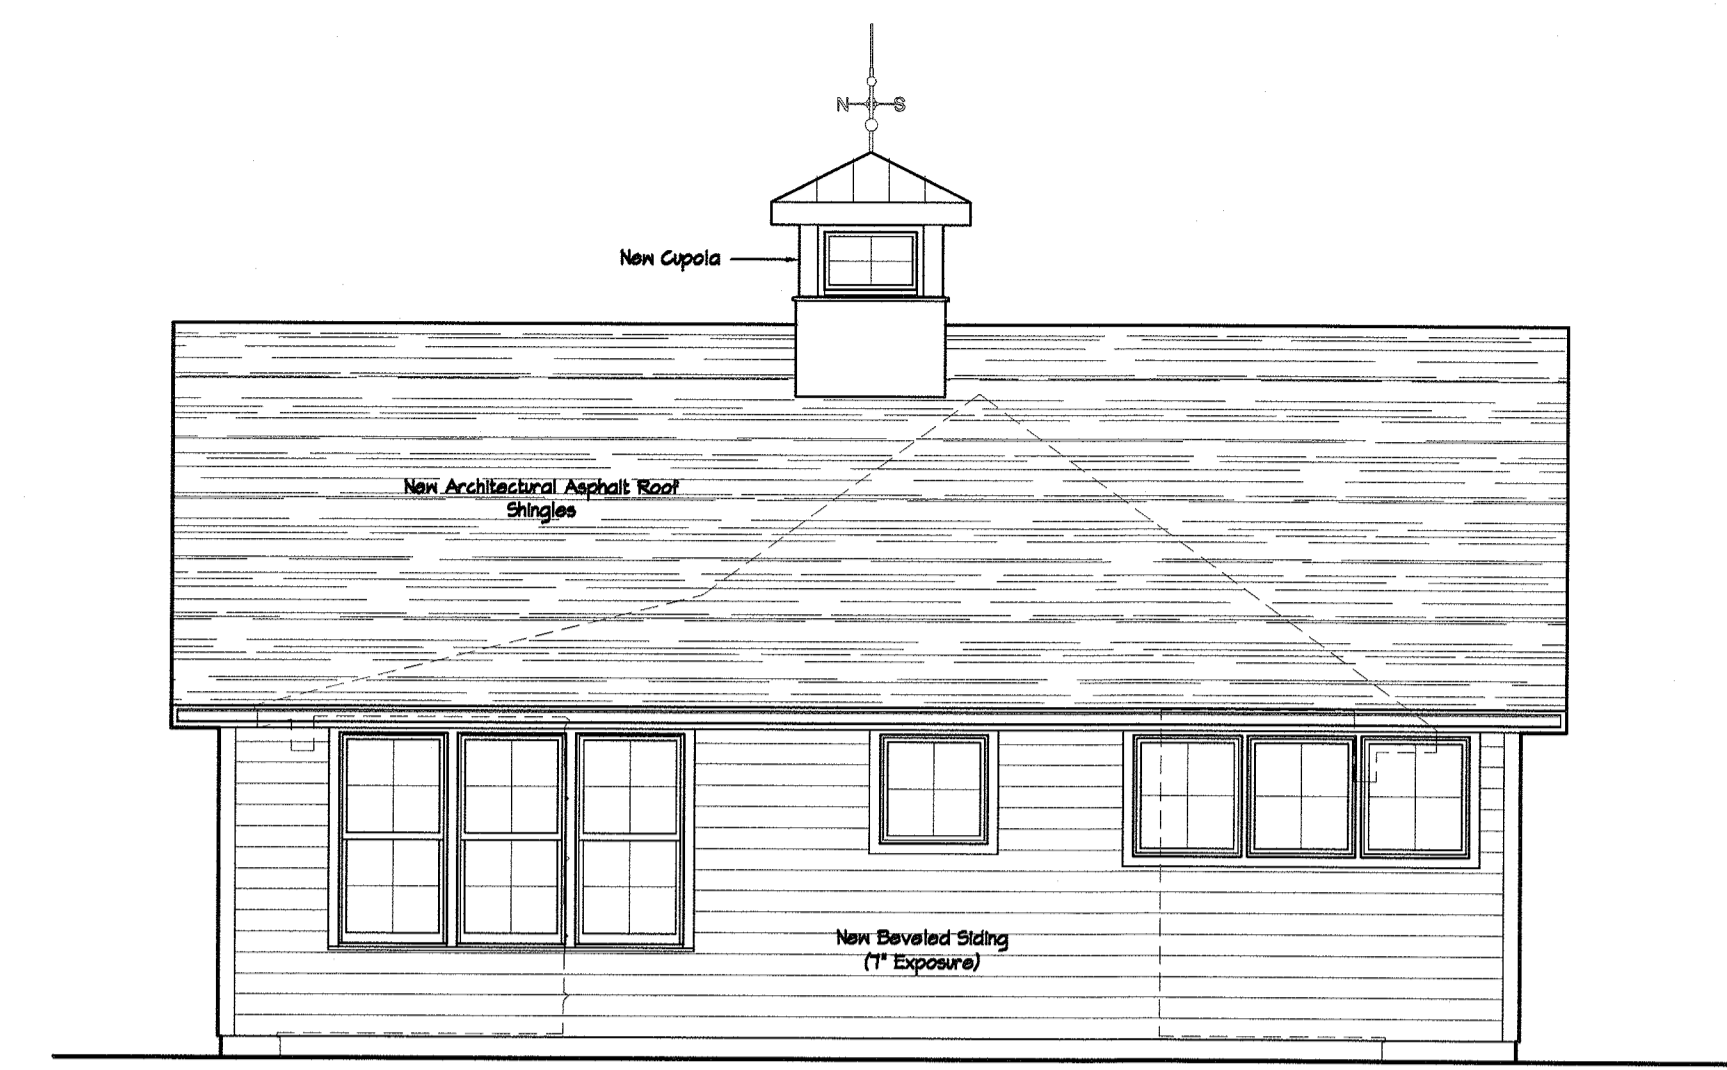 N S
New Cupola
New Architectural Asphalt Roof
Shingles
New Beveled Siding
(7" Exposure)